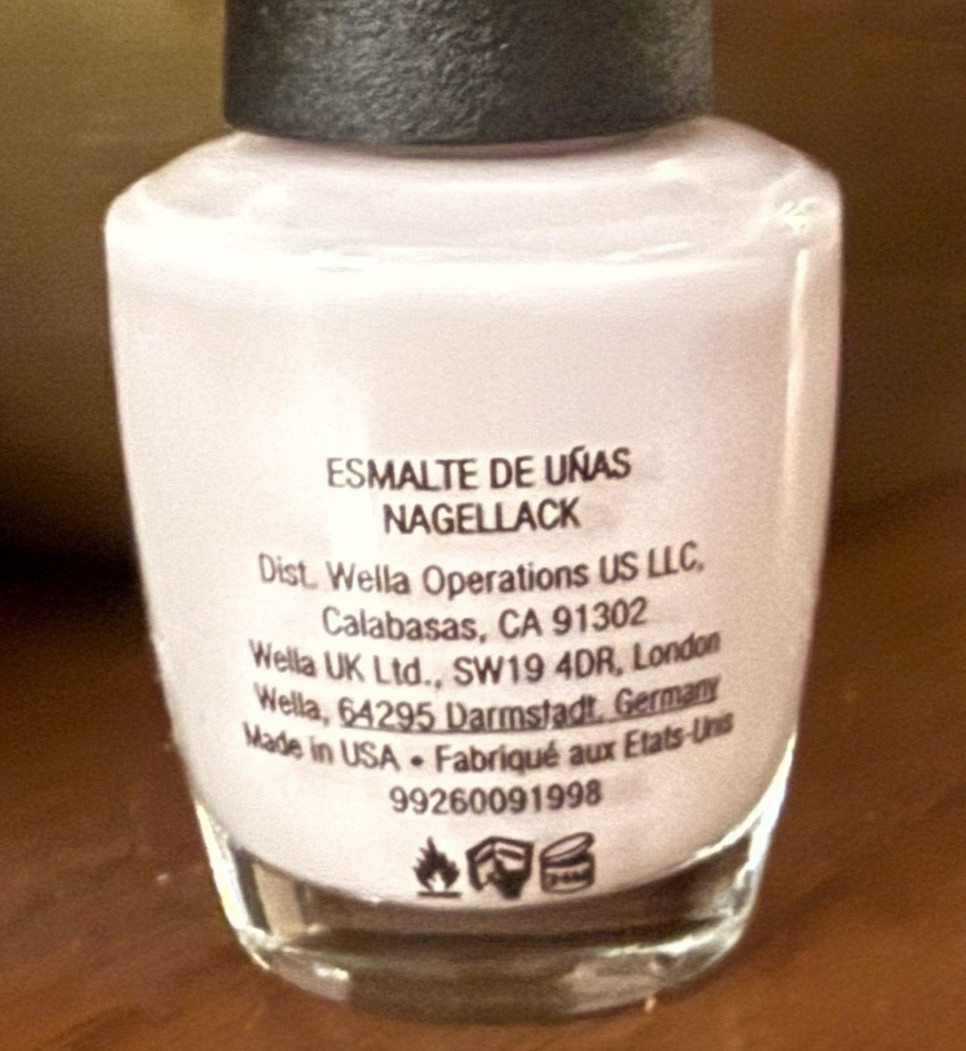 ESMALTE DE UÑAS
NAGELLACK
Dist. Wella Operations US LLC,
Calabasas, CA 91302
Wella UK Ltd., SW19 4DR, London
Wella, 64295 Darmstadt, Germany
Made in USA • Fabriqué aux Etats-Unis
99260091998